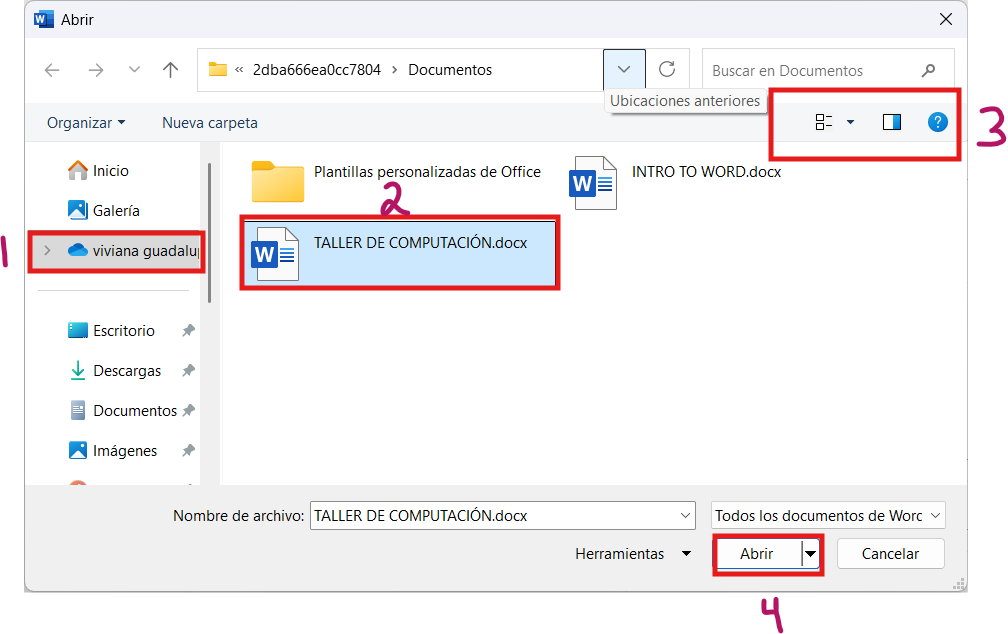 Abrir
« 2dba666ea0cc7804 › Documentos
Buscar en Documentos
Ubicaciones anteriores
Organizar
Nueva carpeta
?
3
Inicio
Galería
1
viviana guadalu
Escritorio
Descargas
Documentos
Imágenes
Plantillas personalizadas de Office
INTRO TO WORD.docx
2
TALLER DE COMPUTACIÓN.docx
Nombre de archivo:
TALLER DE COMPUTACIÓN.docx
Todos los documentos de Worc
Herramientas
Abrir
Cancelar
4